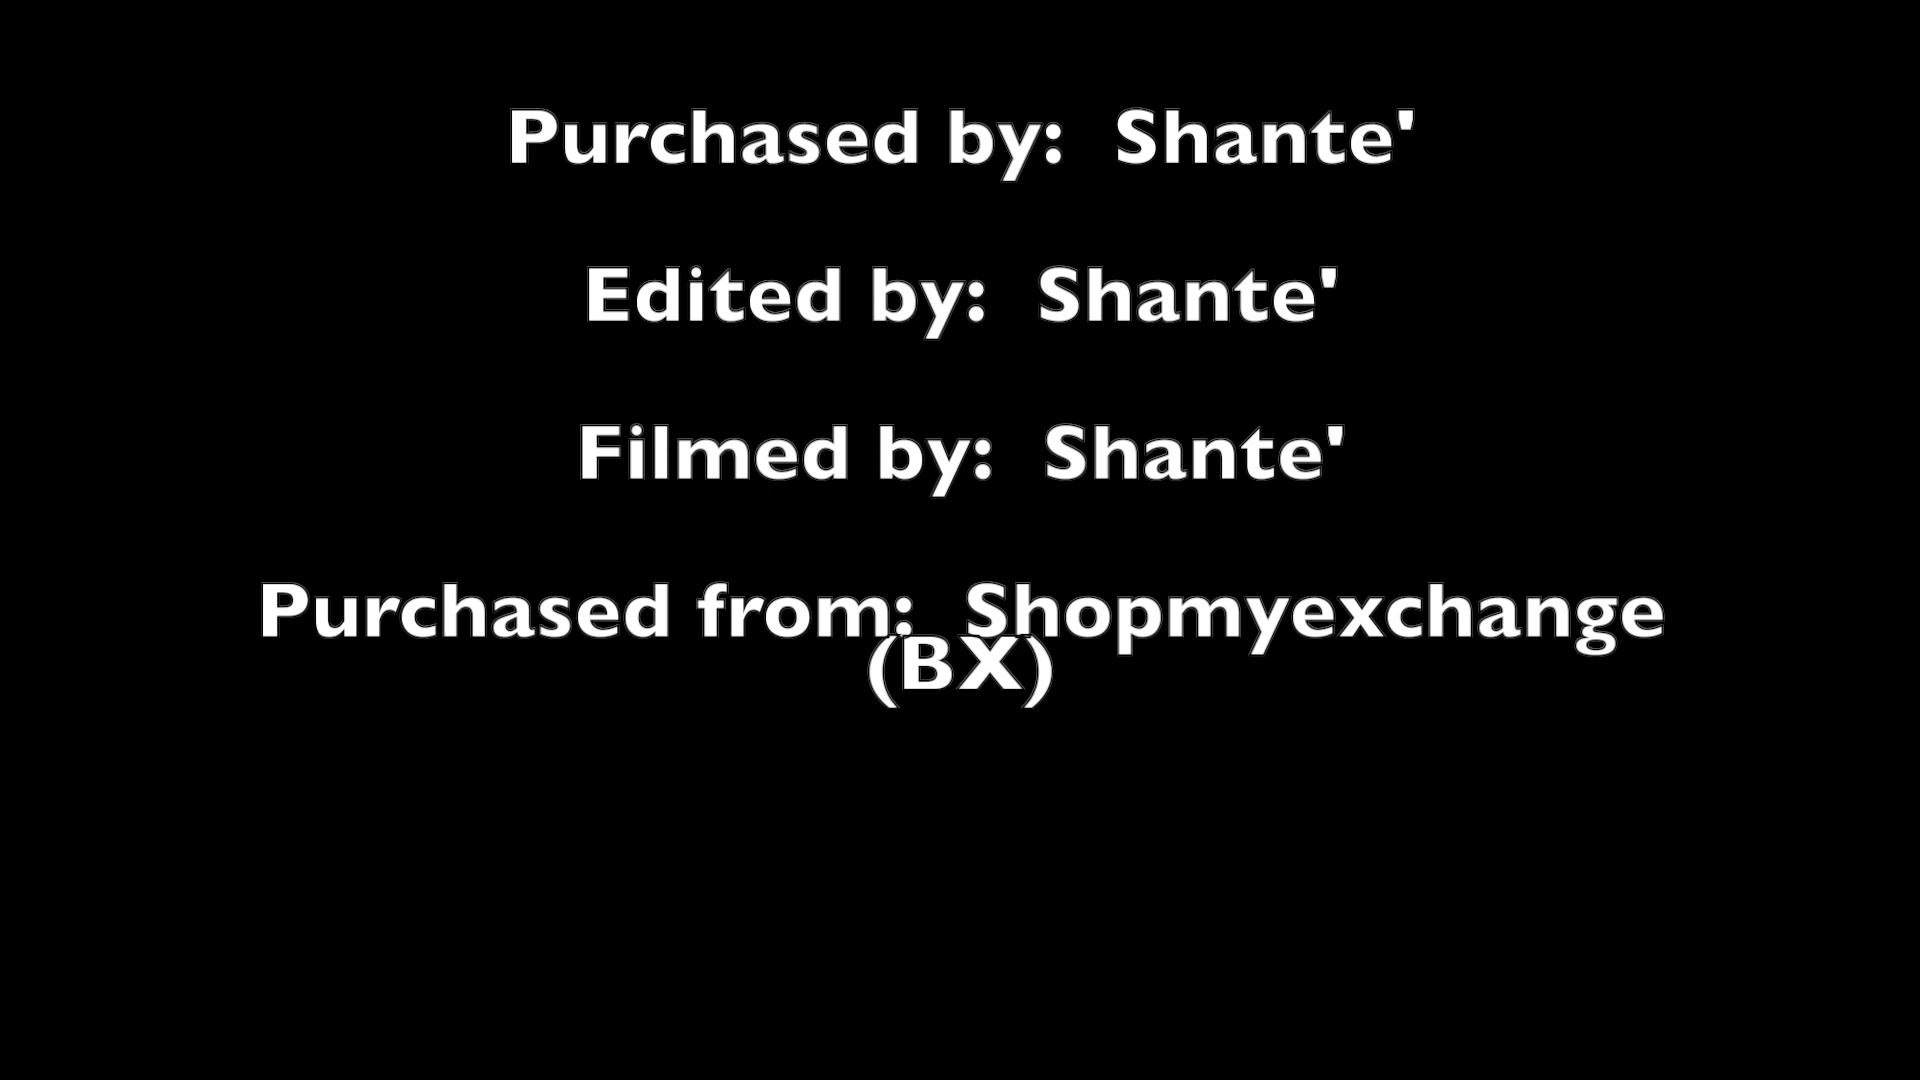 Purchased by:  Shante'
Edited by:  Shante'
Filmed by:  Shante'
Purchased from:  Shopmyexchange
(BX)